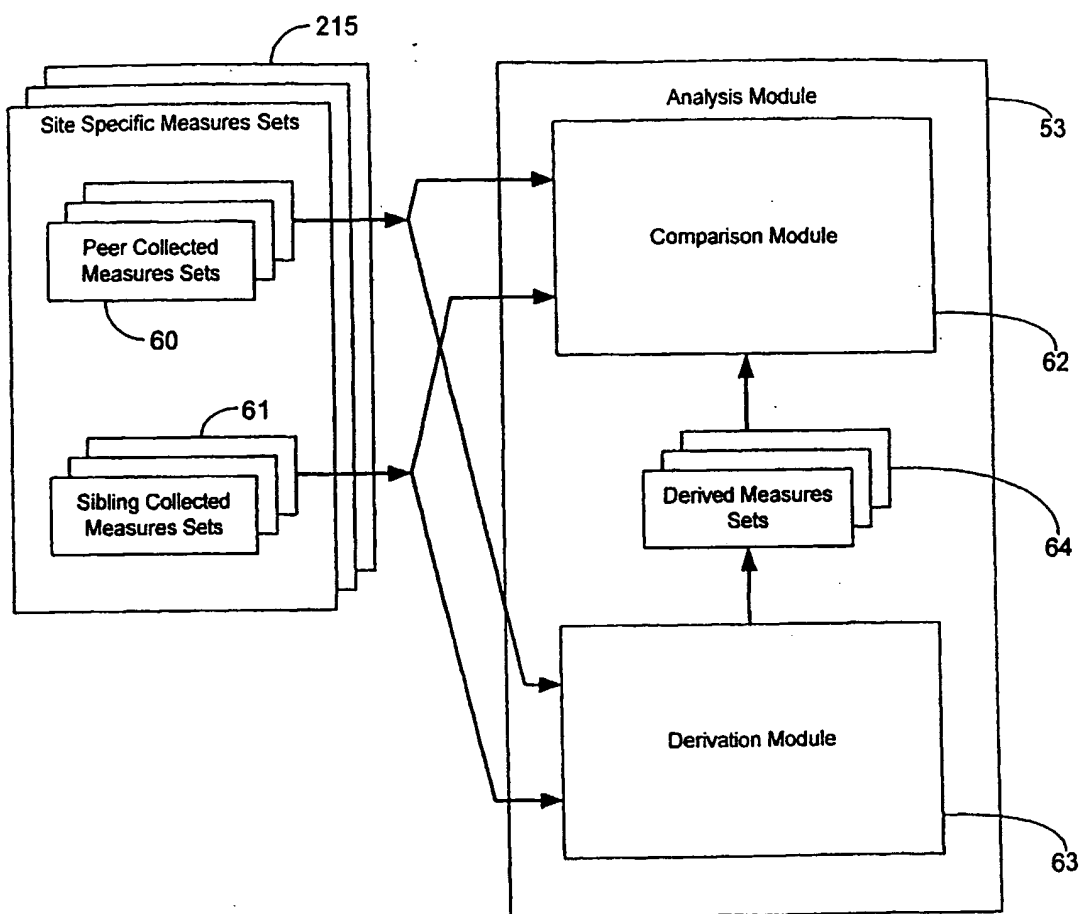 215
Site Specific Measures Sets
Peer Collected
Measures Sets
60
61
Sibling Collected
Measures Sets
Analysis Module
53
Comparison Module
62
Derived Measures
Sets
64
Derivation Module
63